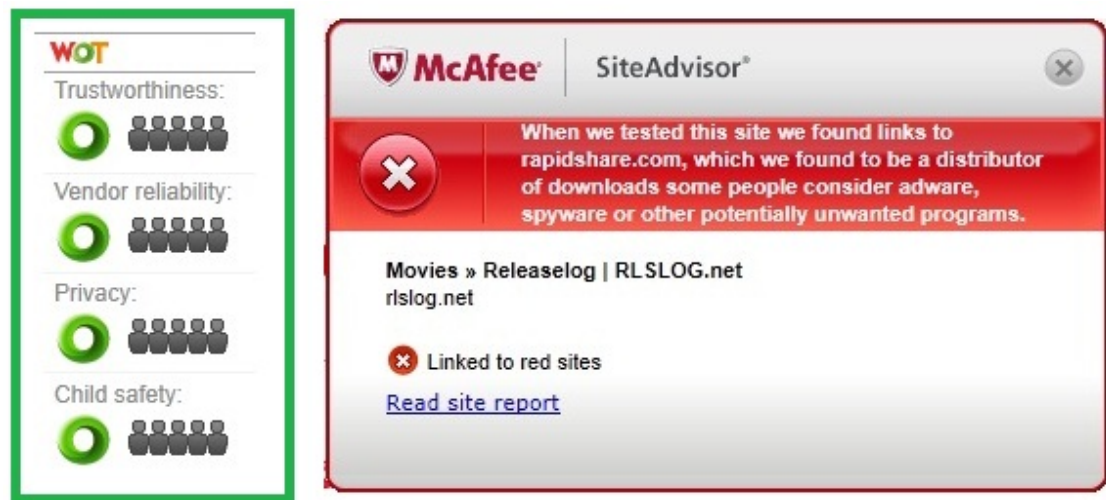 WOT
Trustworthiness:
Vendor reliability:
Privacy:
Child safety:
McAfee®
SiteAdvisor®
When we tested this site we found links to
rapidshare.com, which we found to be a distributor
of downloads some people consider adware,
spyware or other potentially unwanted programs.
Movies » Releaselog | RLSLOG.net
rlslog.net
Linked to red sites
Read site report